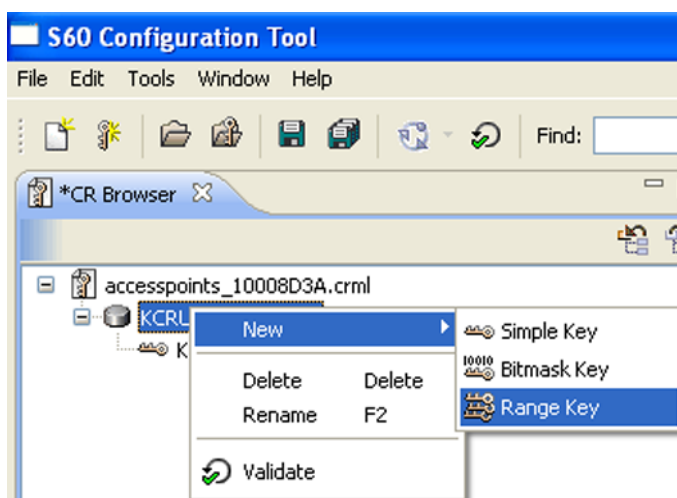 S60 Configuration Tool
File Edit Tools Window Help
Find:
*CR Browser
accesspoints_10008D3A.crml
KCRU
New
Simple Key
K
10010
Bitmask Key
Delete Delete
Range Key
Rename F2
Validate